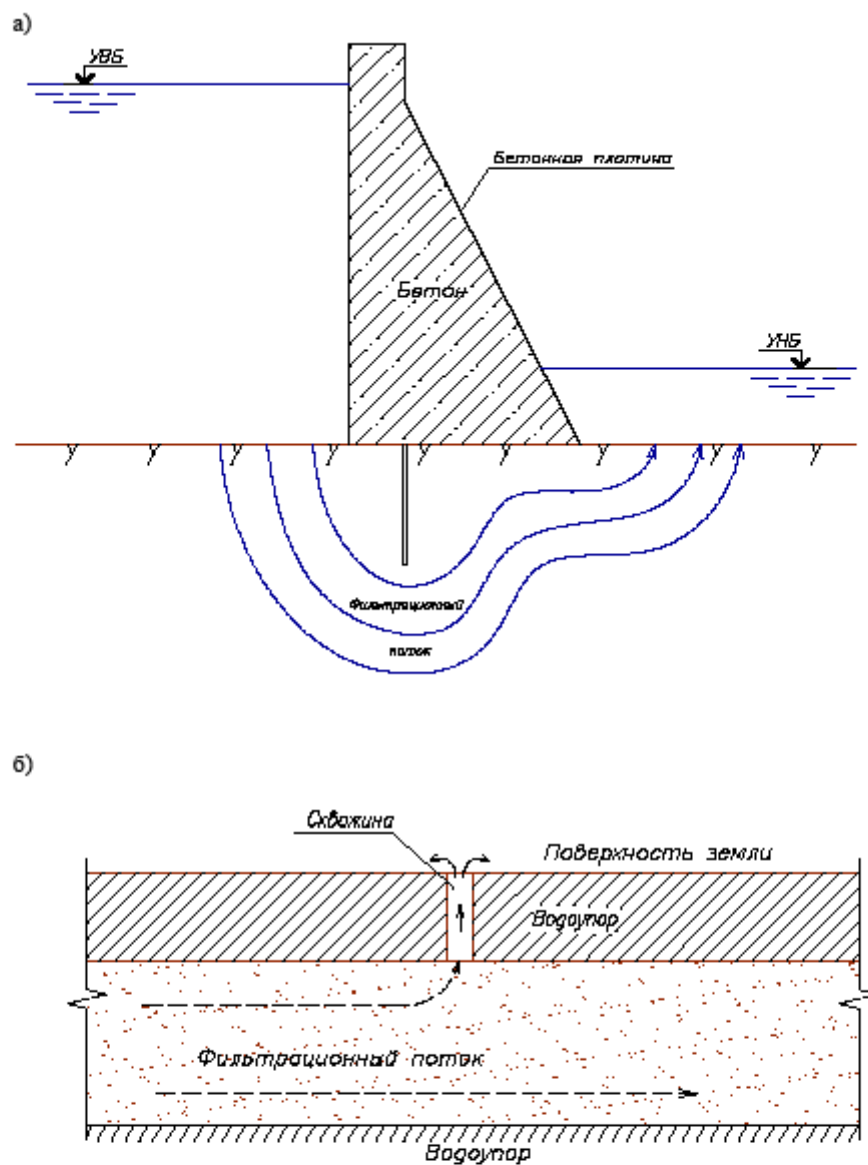 а)
УВБ
Бетонная плотина
Бетон
УНБ
Фильтрационный
поток
б)
Скважина
Поверхность земли
Водоупор
Фильтрационный поток
Водоупор